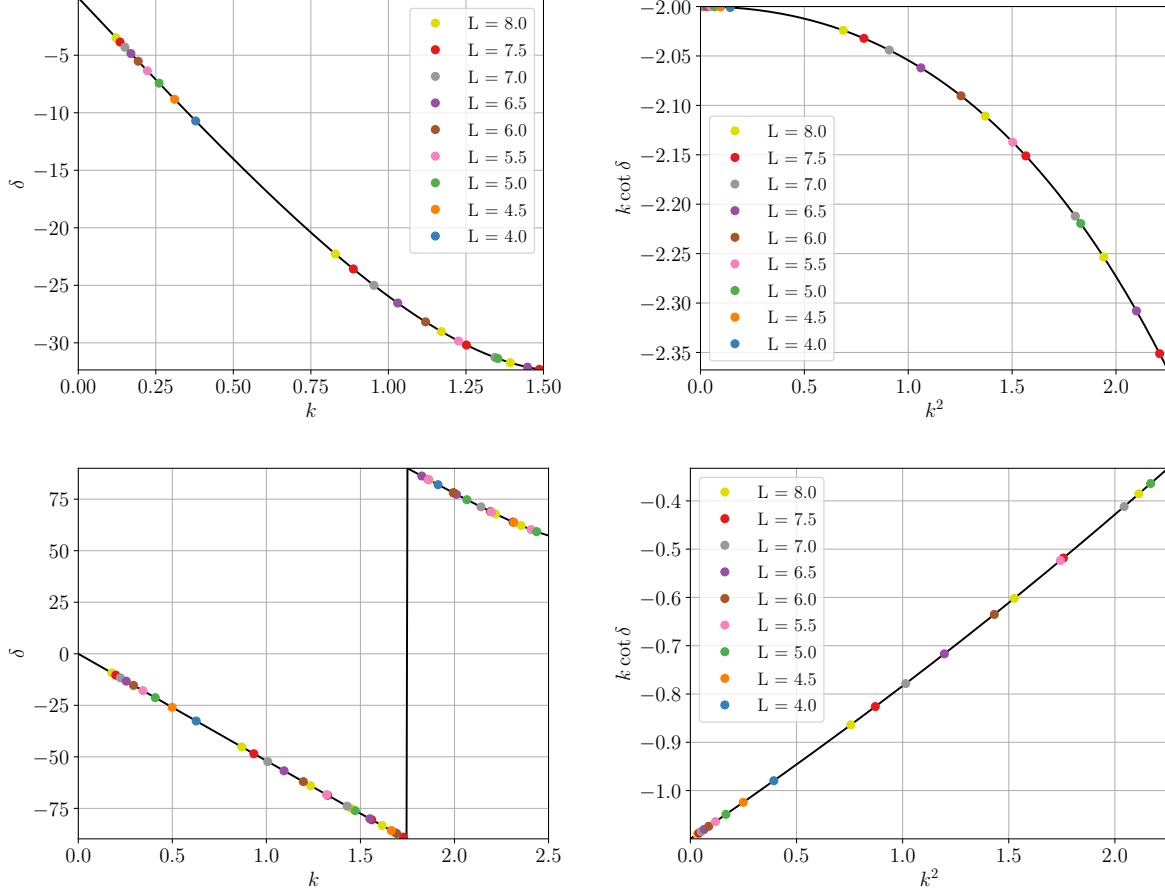 −5
−10
−15
−20
−25
−30
δ
0.00
0.25
0.50
0.75
1.00
1.25
1.50
k
L = 8.0
L = 7.5
L = 7.0
L = 6.5
L = 6.0
L = 5.5
L = 5.0
L = 4.5
L = 4.0
−2.00
−2.05
−2.10
−2.15
−2.20
−2.25
−2.30
−2.35
k cot δ
0.0
0.5
1.0
1.5
2.0
k²
L = 8.0
L = 7.5
L = 7.0
L = 6.5
L = 6.0
L = 5.5
L = 5.0
L = 4.5
L = 4.0
75
50
25
0
−25
−50
−75
δ
0.0
0.5
1.0
1.5
2.0
2.5
k
−0.4
−0.5
−0.6
−0.7
−0.8
−0.9
−1.0
k cot δ
0.0
0.5
1.0
1.5
2.0
k²
L = 8.0
L = 7.5
L = 7.0
L = 6.5
L = 6.0
L = 5.5
L = 5.0
L = 4.5
L = 4.0